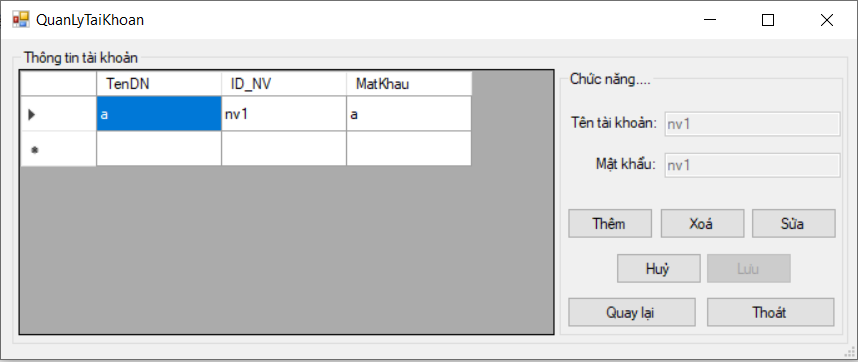 QuanLyTaiKhoan
Thông tin tài khoản
TenDN ID_NV MatKhau
a nv1 a
Chức năng....
Tên tài khoản: nv1
Mật khẩu: nv1
Thêm Xoá Sửa
Huỷ Lưu
Quay lại Thoát